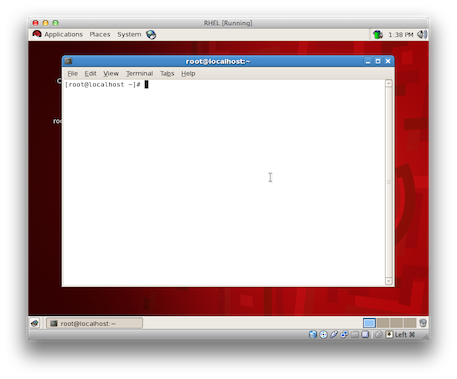 RHEL [Running]
Applications Places System
1:38 PM
root@localhost:~
File Edit View Terminal Tabs Help
[root@localhost ~]#
root@localhost:~
Left ⌘